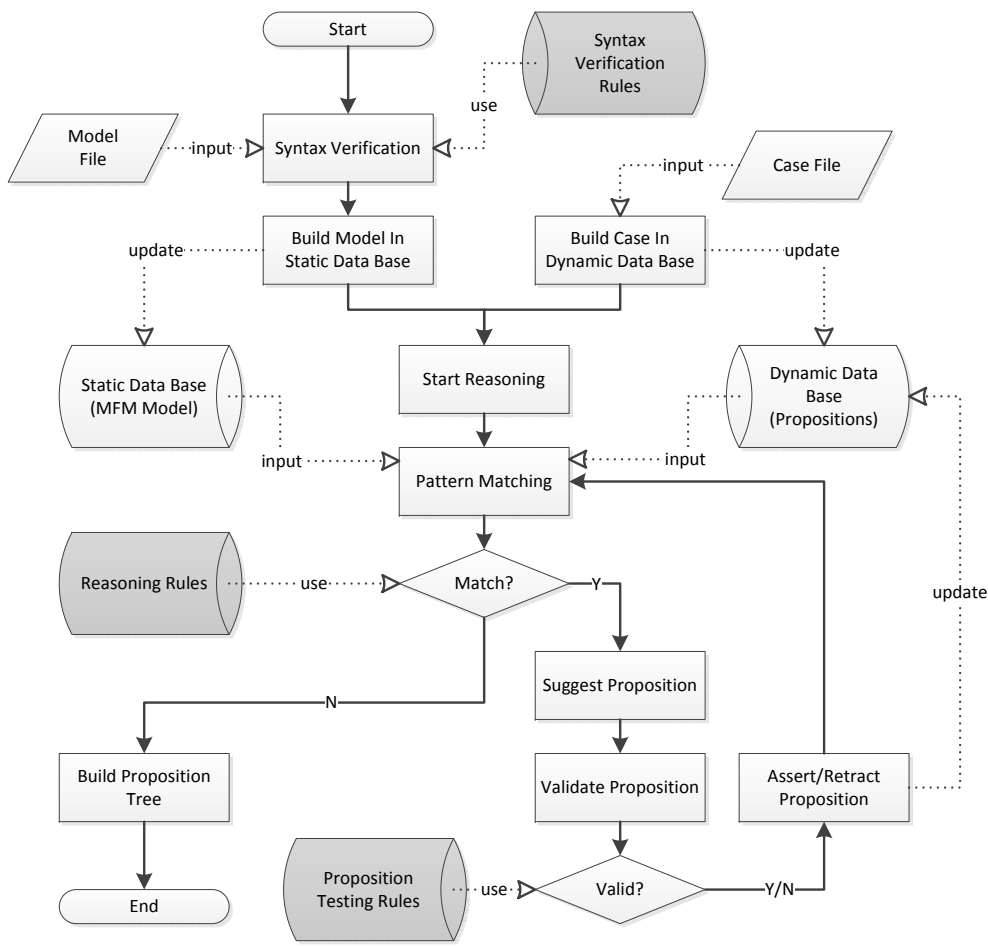 Start
Syntax
Verification
Rules
use
Model
File
input
Syntax Verification
input
Case File
Build Model In
Static Data Base
Build Case In
Dynamic Data Base
update
update
Static Data Base
(MFM Model)
Start Reasoning
Dynamic Data
Base
(Propositions)
input
input
Pattern Matching
Reasoning Rules
use
Match?
Y
update
Suggest Proposition
N
Build Proposition
Tree
Validate Proposition
Assert/Retract
Proposition
Proposition
Testing Rules
use
Valid?
Y/N
End